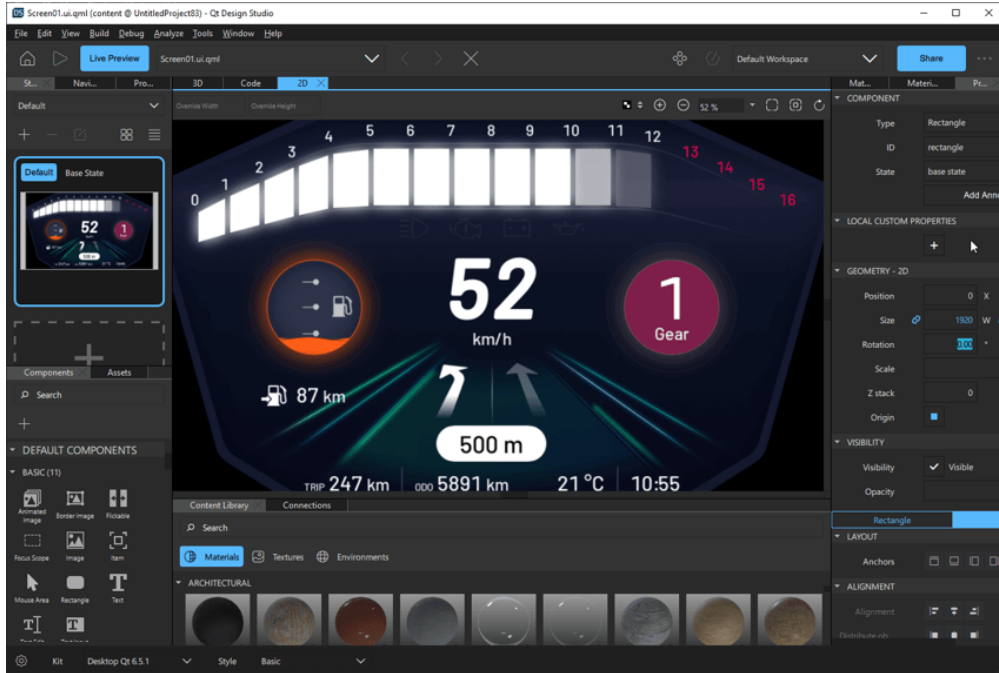 DS Screen01.ui.qml (content @ UntitledProject83) - Qt Design Studio
File Edit View Build Debug Analyze Tools Window Help
Live Preview Screen01.ui.qml Default Workspace Share
St... Navi... Pro... 3D Code 2D Mat... Materi... Pr...
Default
Override Width Override Height 52 %
Default Base State
52
1
0 1 2 3 4 5 6 7 8 9 10 11 12 13 14 15 16
52
km/h
1
Gear
87 km
500 m
TRIP 247 km ODO 5891 km 21 °C 10:55
Components Assets
Search
DEFAULT COMPONENTS
BASIC (11)
Animated Image
Border Image
Flickable
Focus Scope
Image
Item
Mouse Area
Rectangle
Text
Content Library Connections
Search
Materials Textures Environments
ARCHITECTURAL
COMPONENT
Type Rectangle
ID rectangle
State base state
Add Anno
LOCAL CUSTOM PROPERTIES
GEOMETRY - 2D
Position 0 X
Size 1920 W
Rotation 0.00 °
Scale
Z stack 0
Origin
VISIBILITY
Visibility Visible
Opacity
Rectangle
LAYOUT
Anchors
ALIGNMENT
Alignment
Kit Desktop Qt 6.5.1 Style Basic